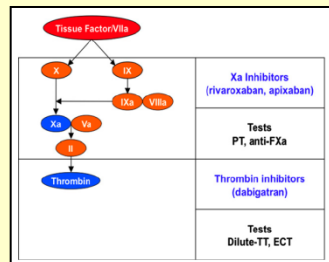 Tissue Factor/VIIa
X
IX
IXa
VIIIa
Xa
Va
II
Thrombin
Xa Inhibitors
(rivaroxaban, apixaban)
Tests
PT, anti-FXa
Thrombin inhibitors
(dabigatran)
Tests
Dilute-TT, ECT